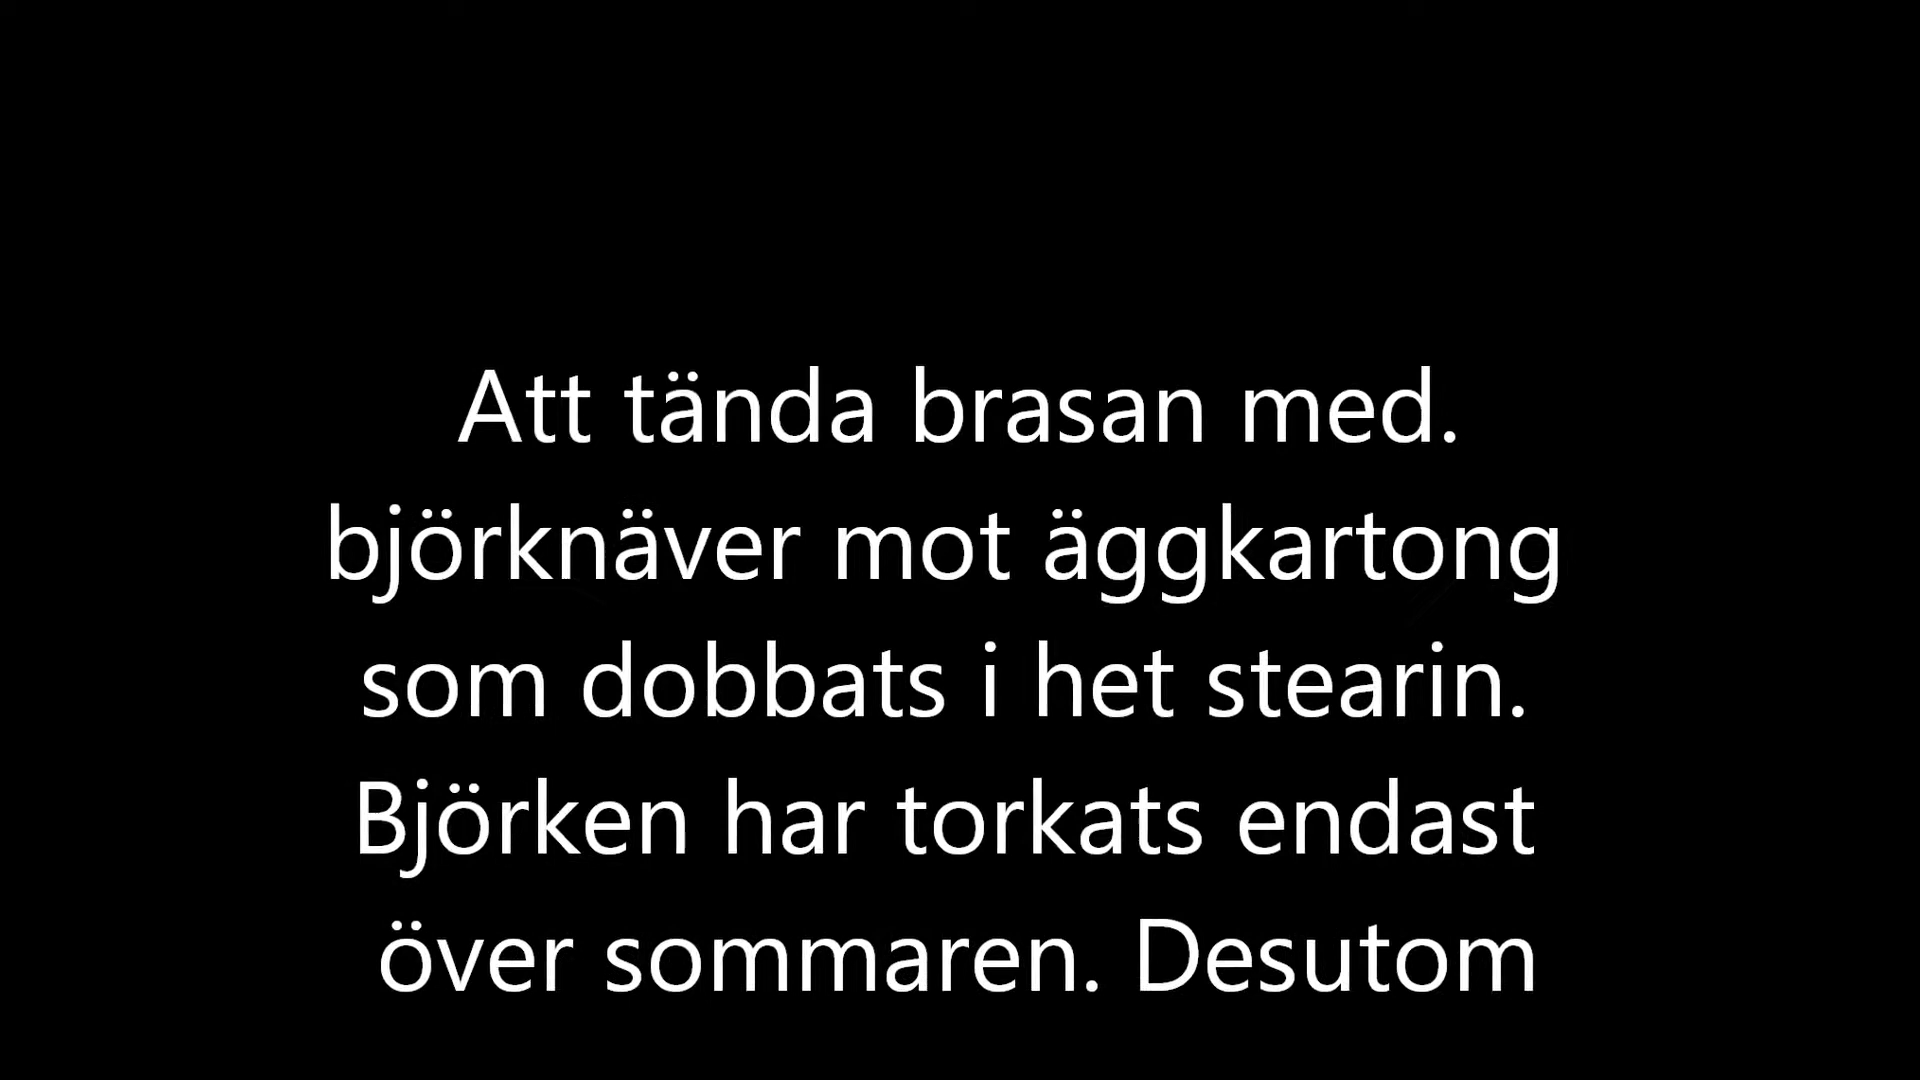 Att tända brasan med.
björknäver mot äggkartong
som dobbats i het stearin.
Björken har torkats endast
över sommaren. Desutom